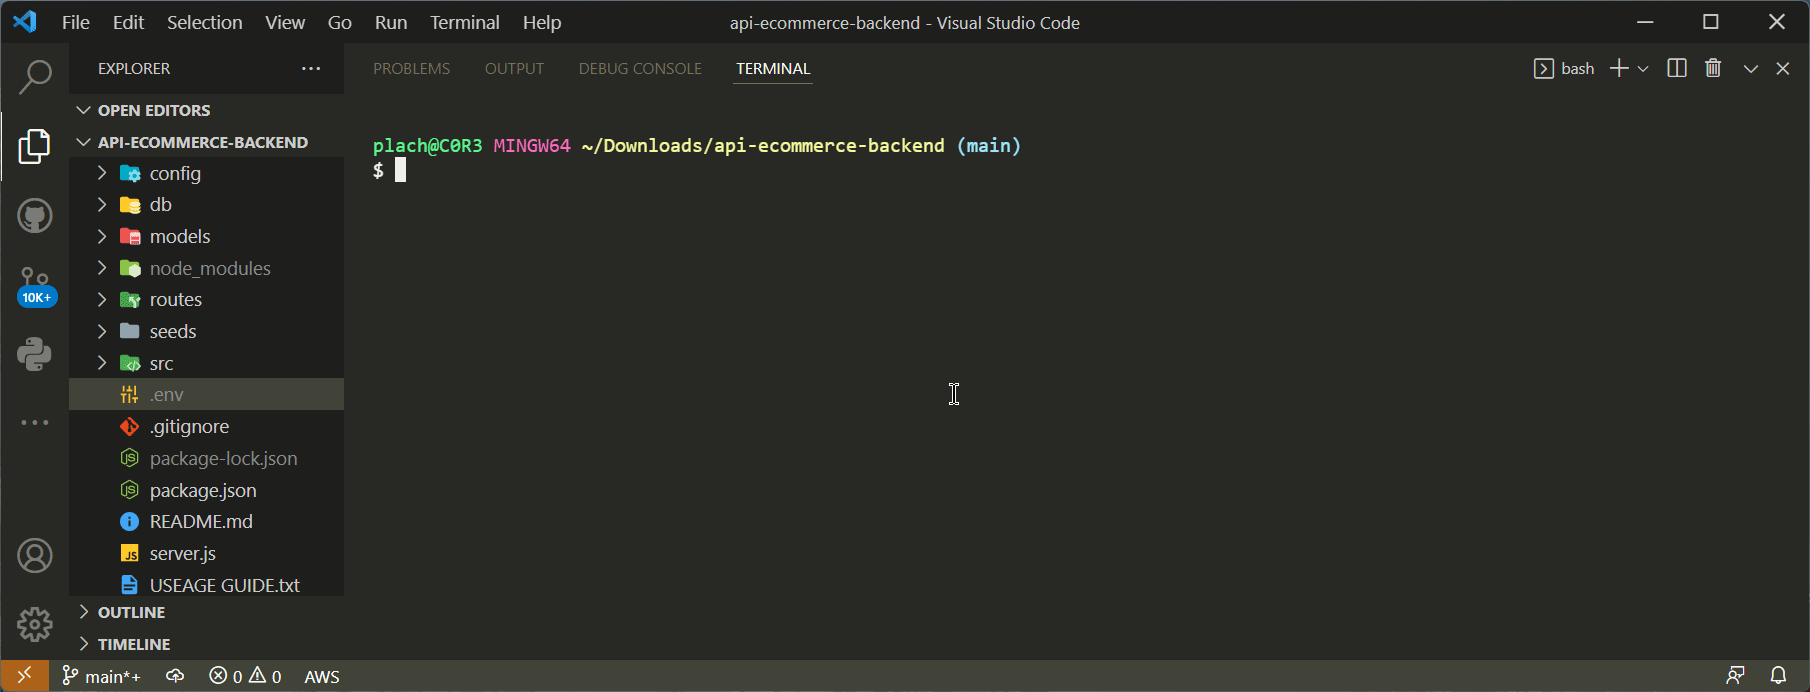 File Edit Selection View Go Run Terminal Help api-ecommerce-backend - Visual Studio Code
EXPLORER
PROBLEMS OUTPUT DEBUG CONSOLE TERMINAL bash
OPEN EDITORS
API-ECOMMERCE-BACKEND
config
db
models
node_modules
routes
seeds
src
.env
.gitignore
package-lock.json
package.json
README.md
server.js
USEAGE GUIDE.txt
OUTLINE
TIMELINE
10K+
plach@C0R3 MINGW64 ~/Downloads/api-ecommerce-backend (main)
$
main*+ 0 0 AWS